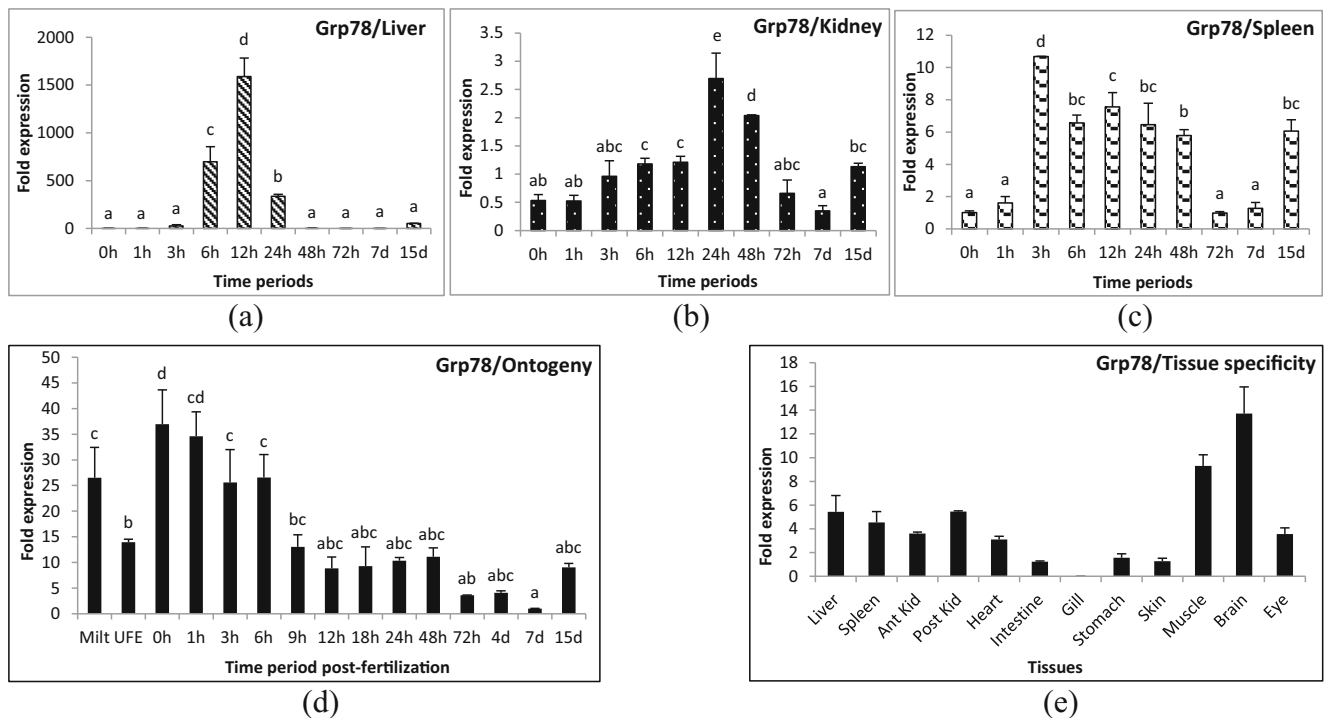 Grp78/Liver
Fold expression
2000
1500
1000
500
0
a a a c d b a a a a
0h 1h 3h 6h 12h 24h 48h 72h 7d 15d
Time periods
(a)
Grp78/Kidney
Fold expression
3.5
3
2.5
2
1.5
1
0.5
0
ab ab abc c c e d abc a bc
0h 1h 3h 6h 12h 24h 48h 72h 7d 15d
Time periods
(b)
Grp78/Spleen
Fold expression
12
10
8
6
4
2
0
a a d bc c bc b a a bc
0h 1h 3h 6h 12h 24h 48h 72h 7d 15d
Time periods
(c)
Grp78/Ontogeny
Fold expression
50
45
40
35
30
25
20
15
10
5
0
c b d cd c c bc abc abc abc abc ab abc a abc
Milt UFE 0h 1h 3h 6h 9h 12h 18h 24h 48h 72h 4d 7d 15d
Time period post-fertilization
(d)
Grp78/Tissue specificity
Fold expression
18
16
14
12
10
8
6
4
2
0
Liver
Spleen
Ant Kid
Post Kid
Heart
Intestine
Gill
Stomach
Skin
Muscle
Brain
Eye
Tissues
(e)